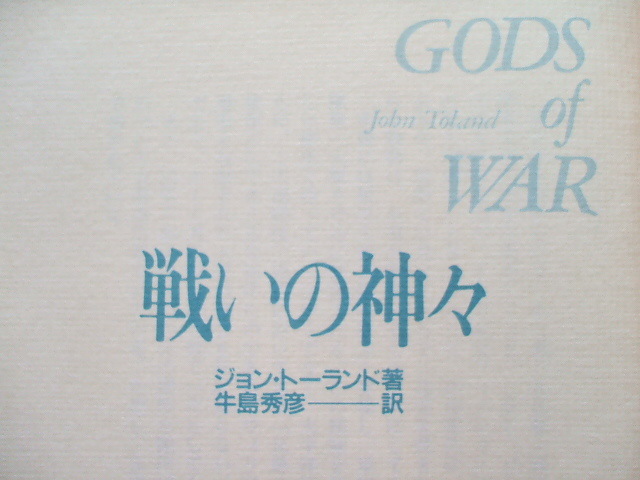 GODS
of
John Toland
WAR
戦いの神々
ジョン・トーランド著
牛島秀彦———訳